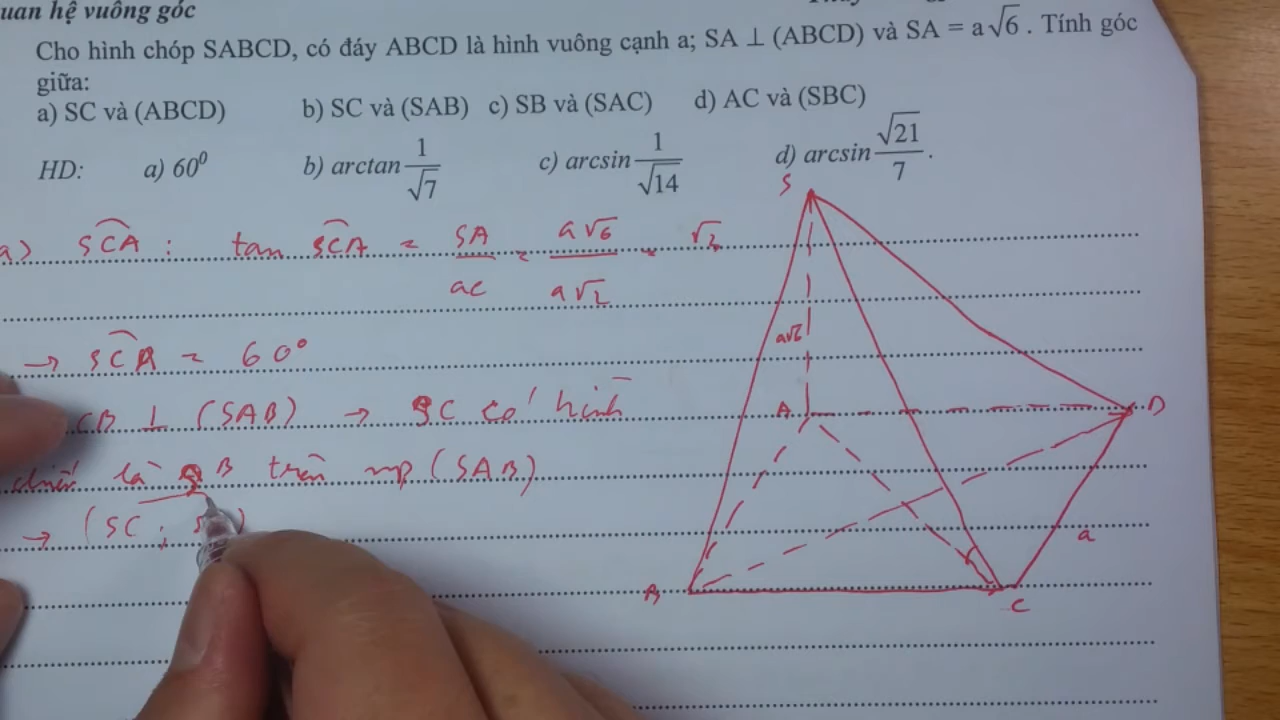 uan hệ vuông góc
Cho hình chóp SABCD, có đáy ABCD là hình vuông cạnh a; SA ⊥ (ABCD) và SA = a√6. Tính góc
giữa:
a) SC và (ABCD) b) SC và (SAB) c) SB và (SAC) d) AC và (SBC)
HD: a) 60⁰ b) arctan 1/√7 c) arcsin 1/√14 d) arcsin √21/7.
a) SCA : tan SCA = SA/AC = a√6/a√2 = √3
→ SCA = 60°
CB ⊥ (SAB) → SC có hình
chiếu là SB trên mp (SAB)
→ (SC ; S )
S
a√6
A
D
a
B
C